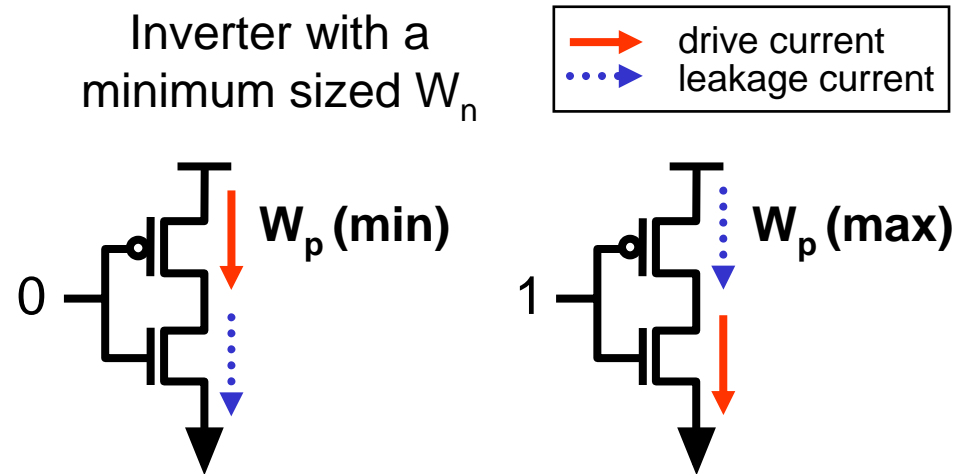 Inverter with a
minimum sized Wn
drive current
leakage current
Wp (min)
0
Wp (max)
1